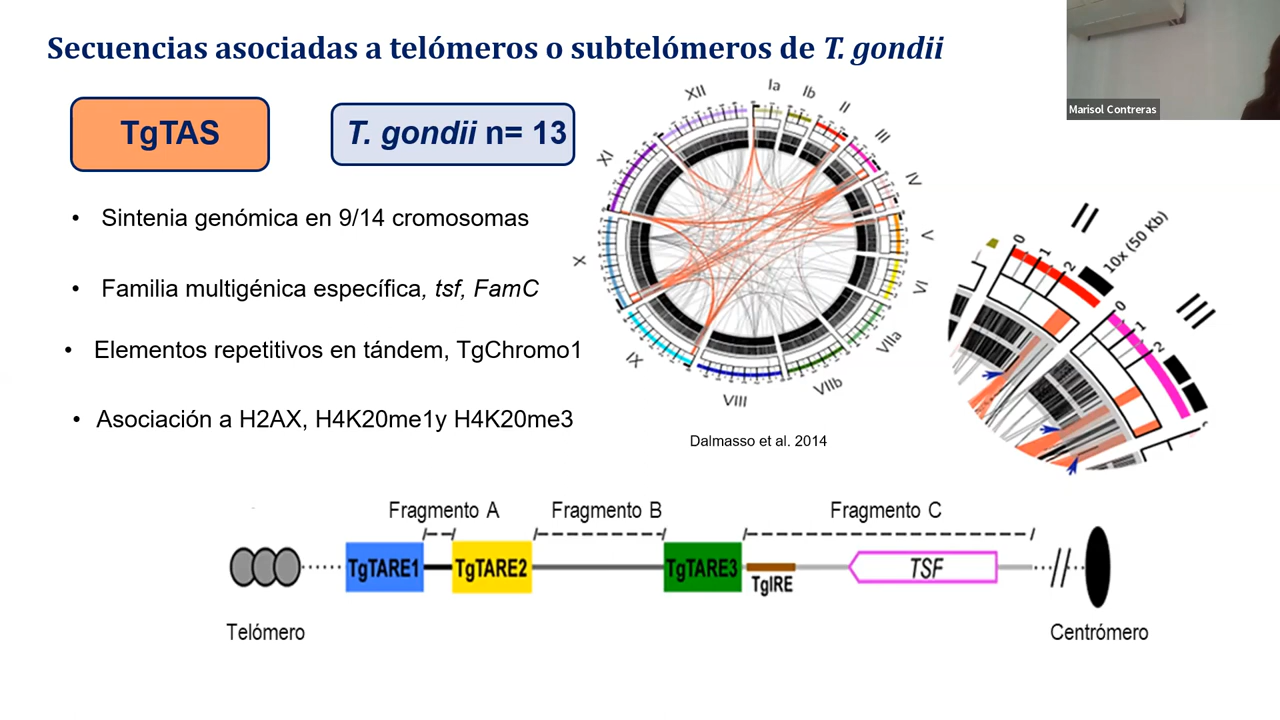 Secuencias asociadas a telómeros o subtelómeros de T. gondii
Marisol Contreras
TgTAS
T. gondii n= 13
• Sintenia genómica en 9/14 cromosomas
• Familia multigénica específica, tsf, FamC
• Elementos repetitivos en tándem, TgChromo1
• Asociación a H2AX, H4K20me1y H4K20me3
Ia
Ib
II
III
IV
V
VI
VIIa
VIIb
VIII
IX
X
XI
XII
II
III
0
1
2
10x (50 Kb)
0
1
2
Dalmasso et al. 2014
Fragmento A
Fragmento B
Fragmento C
TgTARE1
TgTARE2
TgTARE3
TgIRE
TSF
Telómero
Centrómero